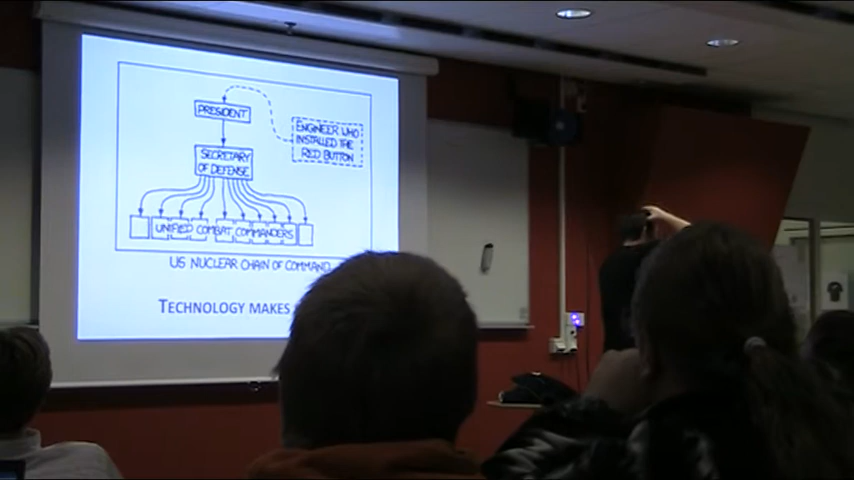 PRESIDENT
ENGINEER WHO
INSTALLED THE
RED BUTTON
SECRETARY
OF DEFENSE
UNIFIED COMBAT COMMANDERS
US NUCLEAR CHAIN OF COMMAND
TECHNOLOGY MAKES